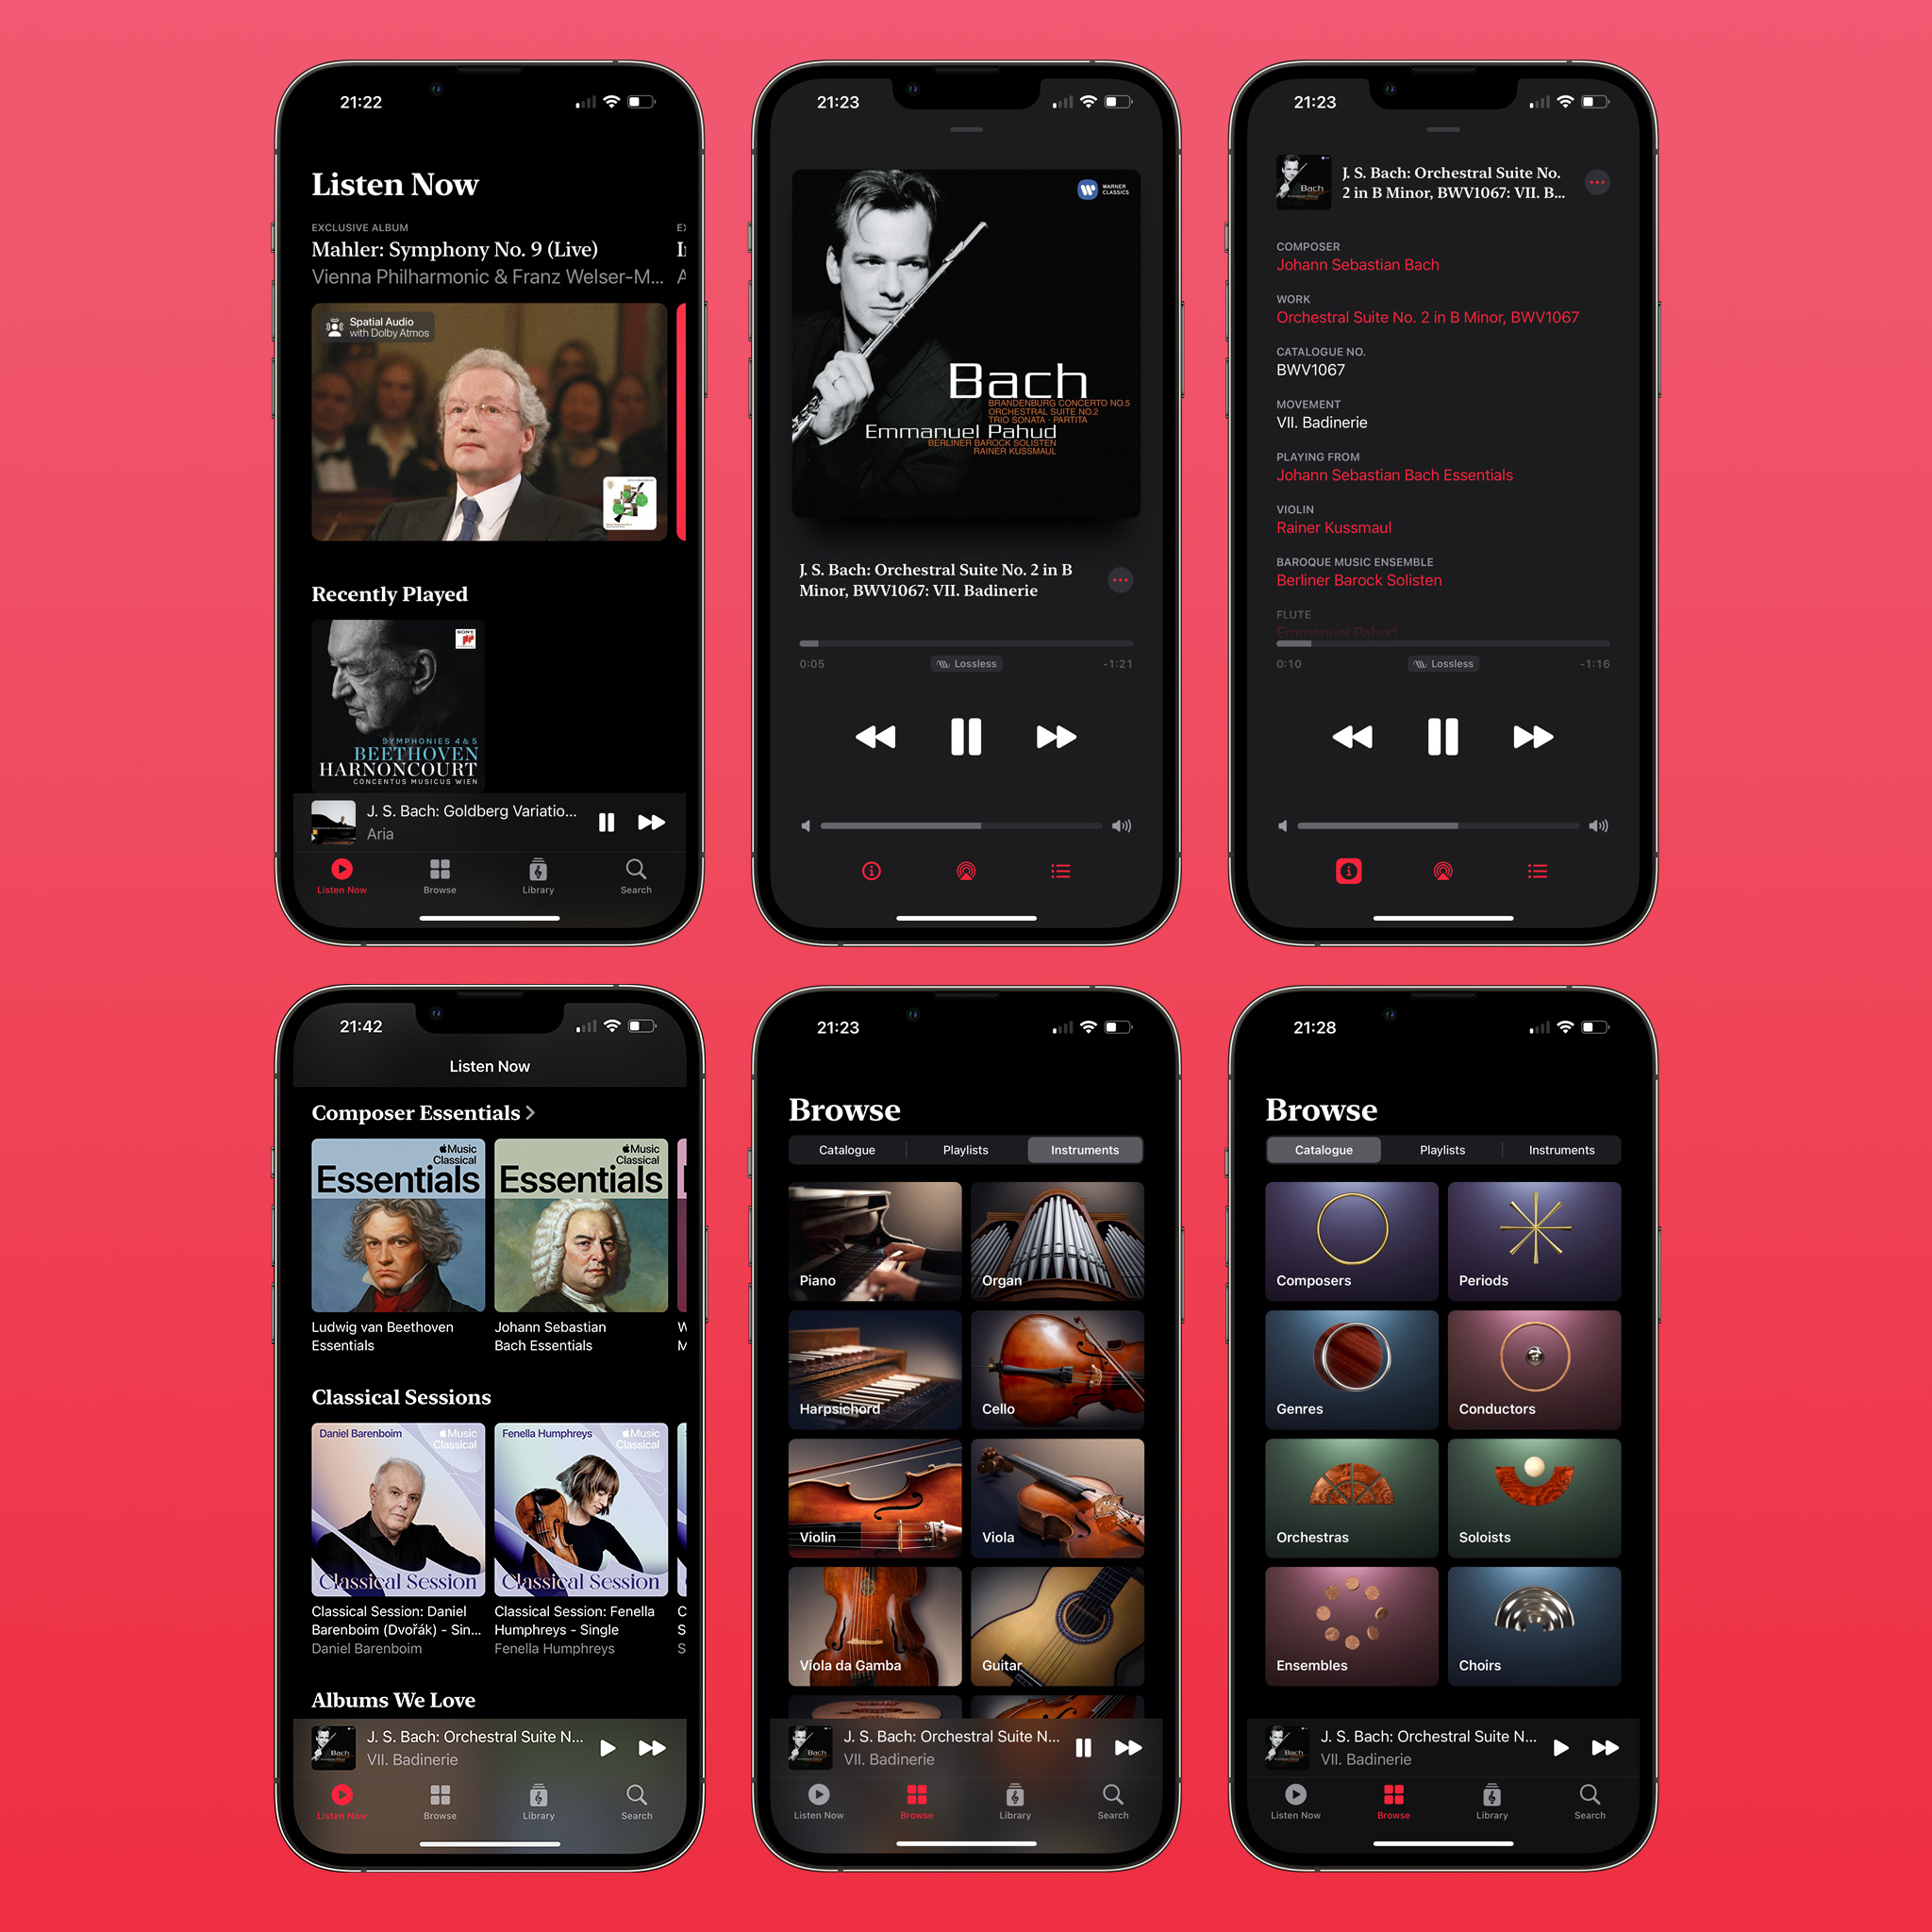 21:22
Listen Now
EXCLUSIVE ALBUM
Mahler: Symphony No. 9 (Live)
Vienna Philharmonic & Franz Welser-M...
Spatial Audio
with Dolby Atmos
Recently Played
SONY
SYMPHONIES 4 & 5
BEETHOVEN
HARNONCOURT
CONCENTUS MUSICUS WIEN
J. S. Bach: Goldberg Variatio...
Aria
Listen Now
Browse
Library
Search
21:23
WARNER
CLASSICS
Bach
BRANDENBURG CONCERTO NO.5
ORCHESTRAL SUITE NO.2
TRIO SONATA · PARTITA
Emmanuel Pahud
BERLINER BAROCK SOLISTEN
RAINER KUSSMAUL
J. S. Bach: Orchestral Suite No. 2 in B
Minor, BWV1067: VII. Badinerie
0:05
Lossless
-1:21
21:23
Bach
J. S. Bach: Orchestral Suite No.
2 in B Minor, BWV1067: VII. B...
COMPOSER
Johann Sebastian Bach
WORK
Orchestral Suite No. 2 in B Minor, BWV1067
CATALOGUE NO.
BWV1067
MOVEMENT
VII. Badinerie
PLAYING FROM
Johann Sebastian Bach Essentials
VIOLIN
Rainer Kussmaul
BAROQUE MUSIC ENSEMBLE
Berliner Barock Solisten
FLUTE
Emmanuel Pahud
0:10
Lossless
-1:16
21:42
Listen Now
Composer Essentials
Music
Classical
Essentials
Music
Classical
Essentials
Ludwig van Beethoven
Essentials
Johann Sebastian
Bach Essentials
Classical Sessions
Daniel Barenboim
Music
Classical
Classical Session
Fenella Humphreys
Music
Classical
Classical Session
Classical Session: Daniel
Barenboim (Dvořák) - Sin...
Daniel Barenboim
Classical Session: Fenella
Humphreys - Single
Fenella Humphreys
Albums We Love
Bach
J. S. Bach: Orchestral Suite N...
VII. Badinerie
Listen Now
Browse
Library
Search
21:23
Browse
Catalogue
Playlists
Instruments
Piano
Organ
Harpsichord
Cello
Violin
Viola
Viola da Gamba
Guitar
Bach
J. S. Bach: Orchestral Suite N...
VII. Badinerie
Listen Now
Browse
Library
Search
21:28
Browse
Catalogue
Playlists
Instruments
Composers
Periods
Genres
Conductors
Orchestras
Soloists
Ensembles
Choirs
Bach
J. S. Bach: Orchestral Suite N...
VII. Badinerie
Listen Now
Browse
Library
Search